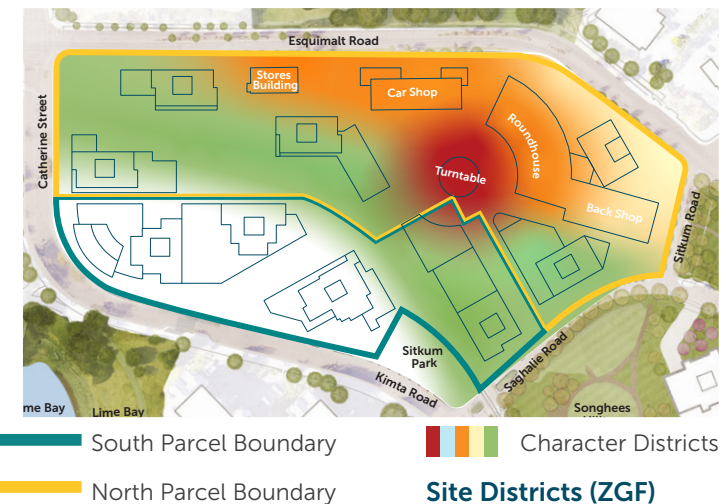 Esquimalt Road
Stores
Building
Car Shop
Catherine Street
Roundhouse
Turntable
Back Shop
Sitkum Road
Sitkum
Park
Saghalie Road
Kimta Road
me Bay
Lime Bay
Songhees
South Parcel Boundary
Character Districts
North Parcel Boundary
Site Districts (ZGF)